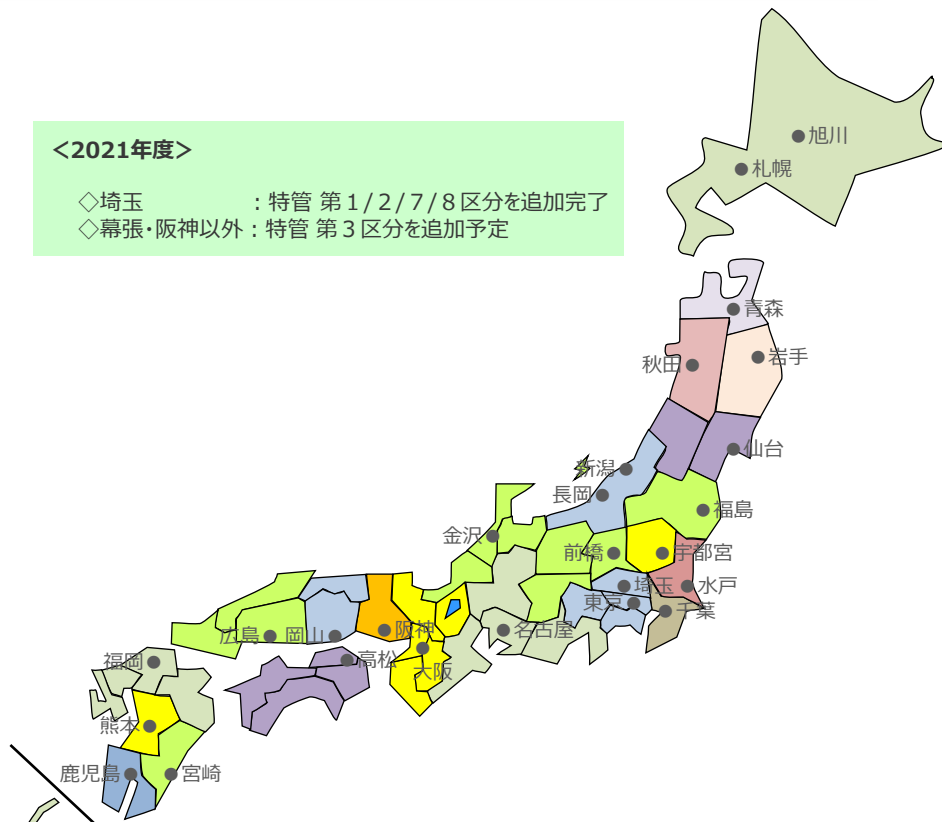 <2021年度>
◇埼玉 : 特管 第1/2/7/8区分を追加完了
◇幕張・阪神以外 : 特管 第3区分を追加予定
旭川
札幌
青森
岩手
秋田
仙台
新潟
長岡
福島
金沢
前橋
宇都宮
埼玉
水戸
東京
千葉
広島
岡山
阪神
名古屋
高松
大阪
福岡
熊本
鹿児島
宮崎